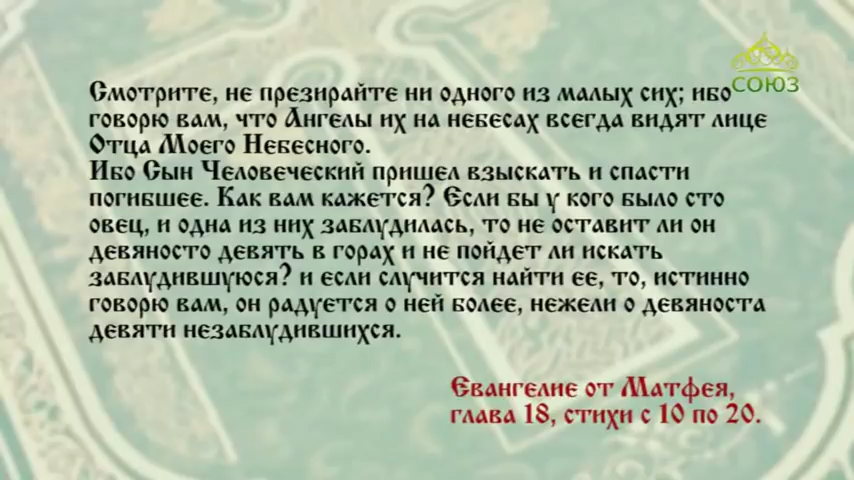 СОЮЗ
Смотрите, не презирайте ни одного из малых сих; ибо
говорю вам, что Ангелы их на небесах всегда видят лице
Отца Моего Небесного.
Ибо Сын Человеческий пришел взыскать и спасти
погибшее. Как вам кажется? Если бы у кого было сто
овец, и одна из них заблудилась, то не оставит ли он
девяносто девять в горах и не пойдет ли искать
заблудившуюся? и если случится найти ее, то, истинно
говорю вам, он радуется о ней более, нежели о девяноста
девяти незаблудившихся.
Евангелие от Матфея,
глава 18, стихи с 10 по 20.